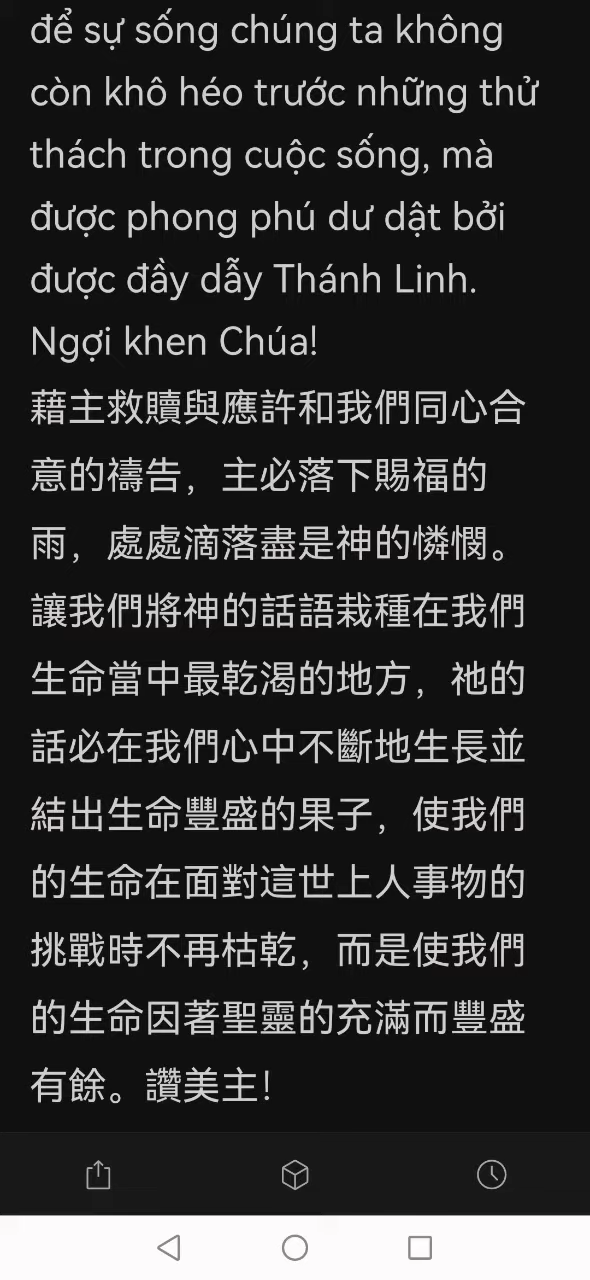 để sự sống chúng ta không
còn khô héo trước những thử
thách trong cuộc sống, mà
được phong phú dư dật bởi
được đầy dẫy Thánh Linh.
Ngợi khen Chúa!
藉主救贖與應許和我們同心合
意的禱告，主必落下賜福的
雨，處處滴落盡是神的憐憫。
讓我們將神的話語栽種在我們
生命當中最乾渴的地方，祂的
話必在我們心中不斷地生長並
結出生命豐盛的果子，使我們
的生命在面對這世上人事物的
挑戰時不再枯乾，而是使我們
的生命因著聖靈的充滿而豐盛
有餘。讚美主！